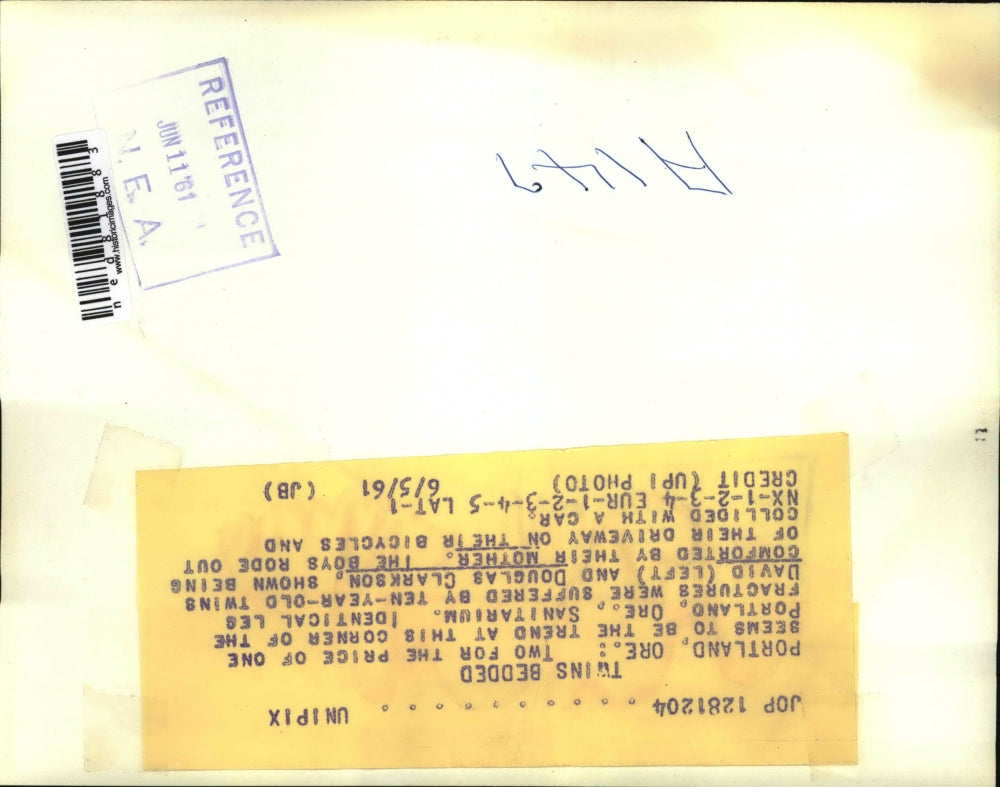 REFERENCE
JUN 11 '61
N. E. A.
www.historicimages.com
ned81883
JOP 1281204 . . . . . . . . . . UNIPIX
TWINS BEDDED
PORTLAND, ORE.: TWO FOR THE PRICE OF ONE
SEEMS TO BE THE TREND AT THIS CORNER OF THE
PORTLAND, ORE., SANITARIUM. IDENTICAL LEG
FRACTURES WERE SUFFERED BY TEN-YEAR-OLD TWINS
DAVID (LEFT) AND DOUGLAS CLARKSON, SHOWN BEING
COMFORTED BY THEIR MOTHER. THE BOYS RODE OUT
OF THEIR DRIVEWAY ON THEIR BICYCLES AND
COLLIDED WITH A CAR.
NX-1-2-3-4 EUR-1-2-3-4-5 LAT-1
CREDIT (UPI PHOTO) 6/5/61 (JB)